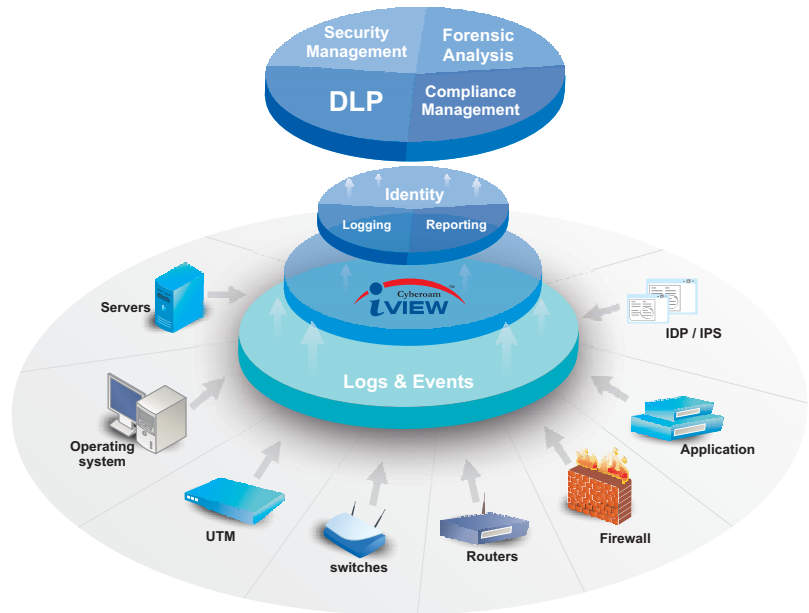 Security
Management
Forensic
Analysis
DLP
Compliance
Management
Identity
Logging
Reporting
Cyberoam
iVIEW™
Logs & Events
Servers
IDP / IPS
Operating
system
Application
UTM
switches
Routers
Firewall